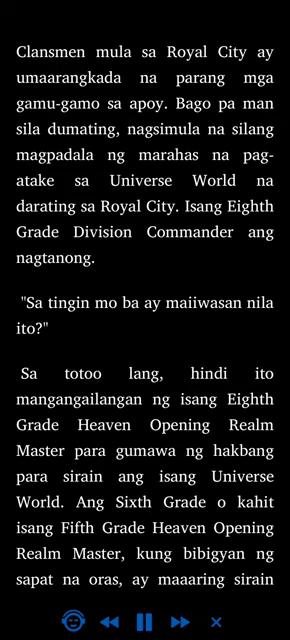 Clansmen mula sa Royal City ay
umaarangkada na parang mga
gamu-gamo sa apoy. Bago pa man
sila dumating, nagsimula na silang
magpadala ng marahas na pag-
atake sa Universe World na
darating sa Royal City. Isang Eighth
Grade Division Commander ang
nagtanong.
"Sa tingin mo ba ay maiiwasan nila
ito?"
Sa totoo lang, hindi ito
mangangailangan ng isang Eighth
Grade Heaven Opening Realm
Master para gumawa ng hakbang
para sirain ang isang Universe
World. Ang Sixth Grade o kahit
isang Fifth Grade Heaven Opening
Realm Master, kung bibigyan ng
sapat na oras, ay maaaring sirain